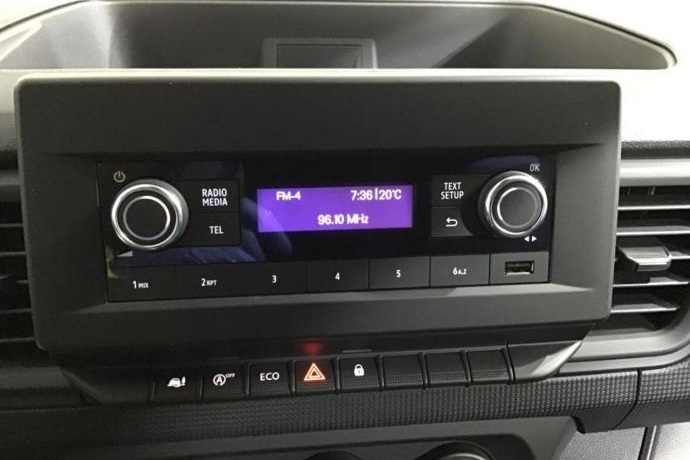 OK
RADIO
MEDIA
FM-4 7:36 | 20°C
TEXT
SETUP
96.10 MHz
TEL
1 MIX 2 RPT 3 4 5 6 A.Z
OFF
ECO